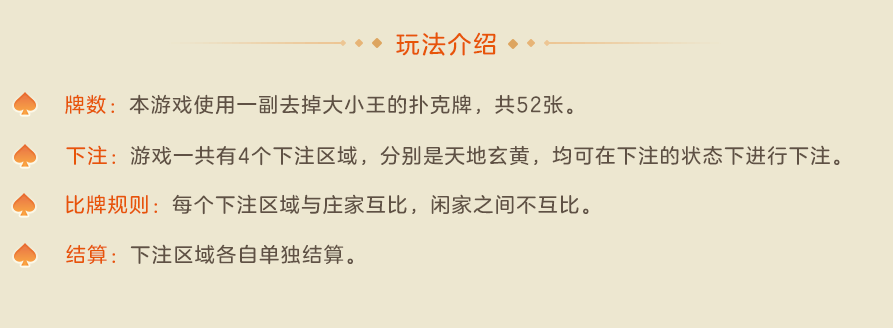 玩法介绍
牌数：本游戏使用一副去掉大小王的扑克牌，共52张。
下注：游戏一共有4个下注区域，分别是天地玄黄，均可在下注的状态下进行下注。
比牌规则：每个下注区域与庄家互比，闲家之间不互比。
结算：下注区域各自单独结算。